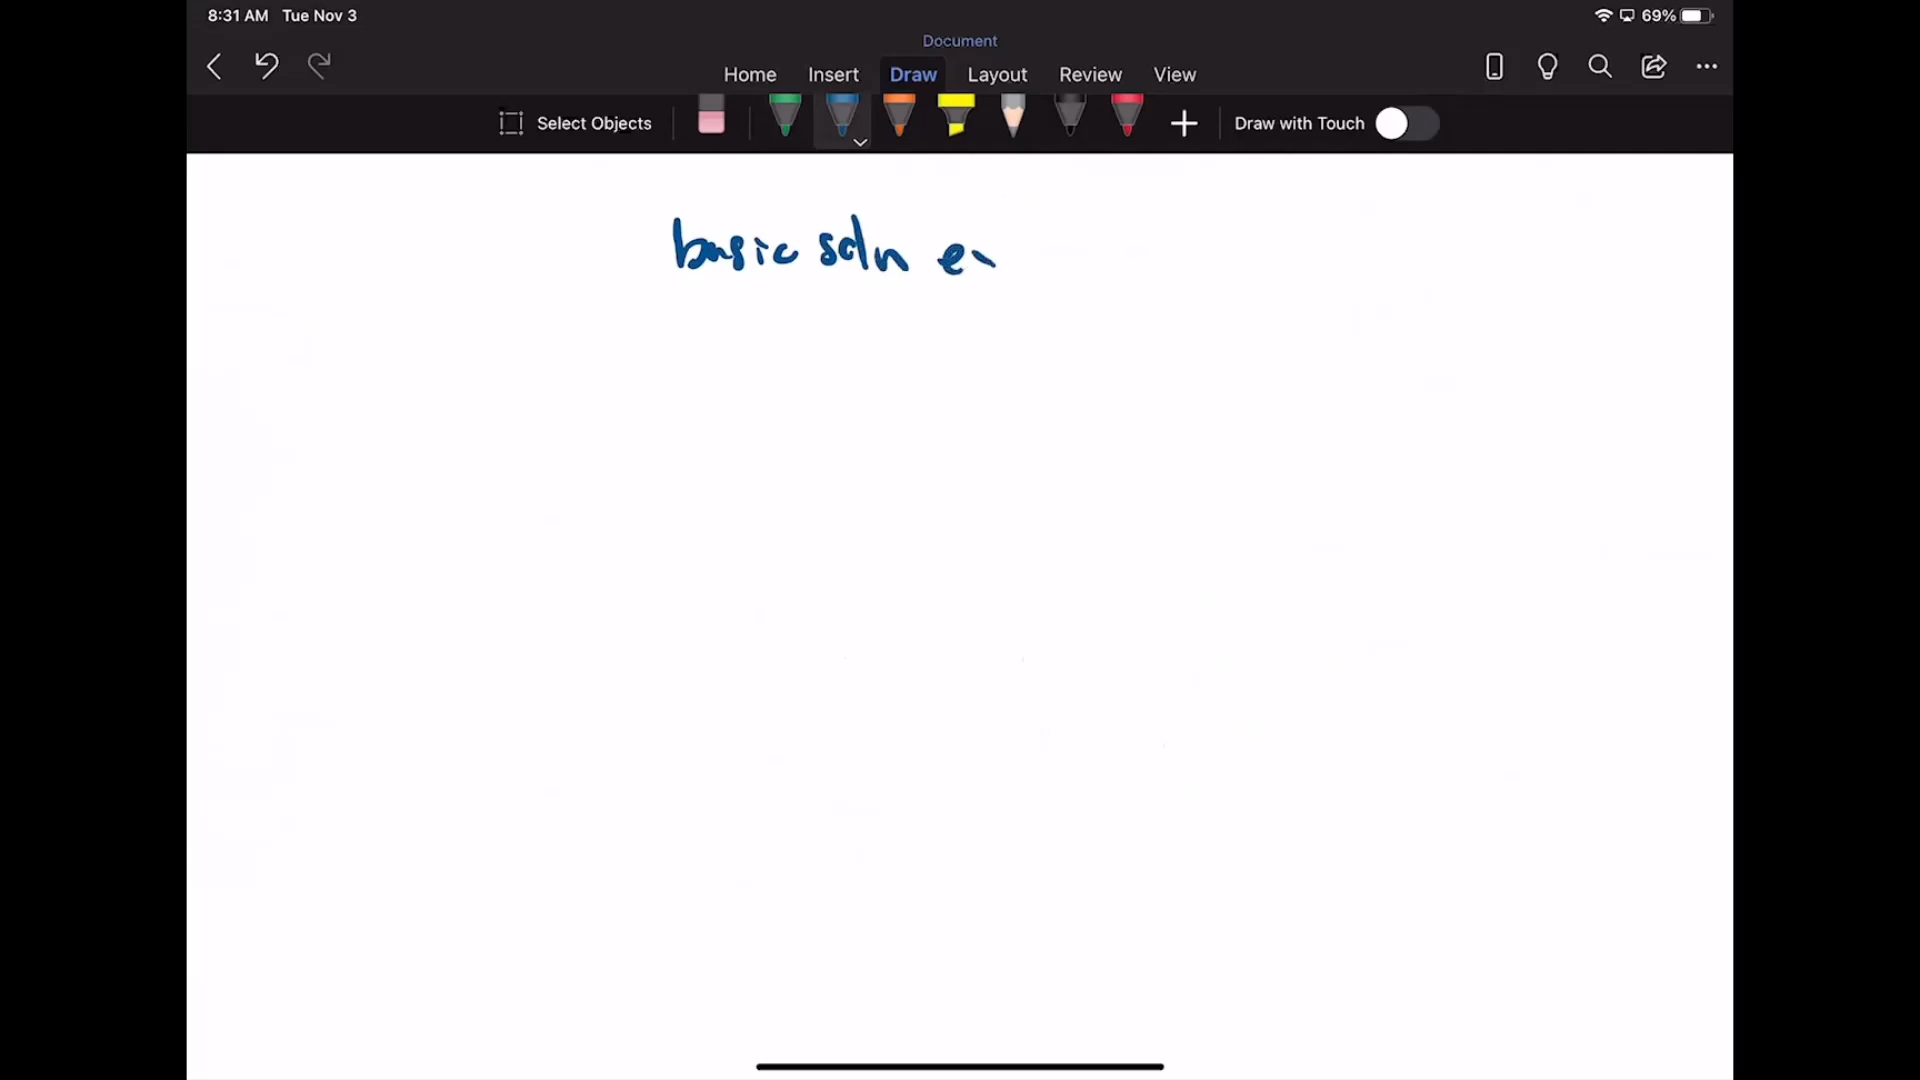 8:31 AM Tue Nov 3 69%
Document
Home Insert Draw Layout Review View
Select Objects Draw with Touch
basic soln